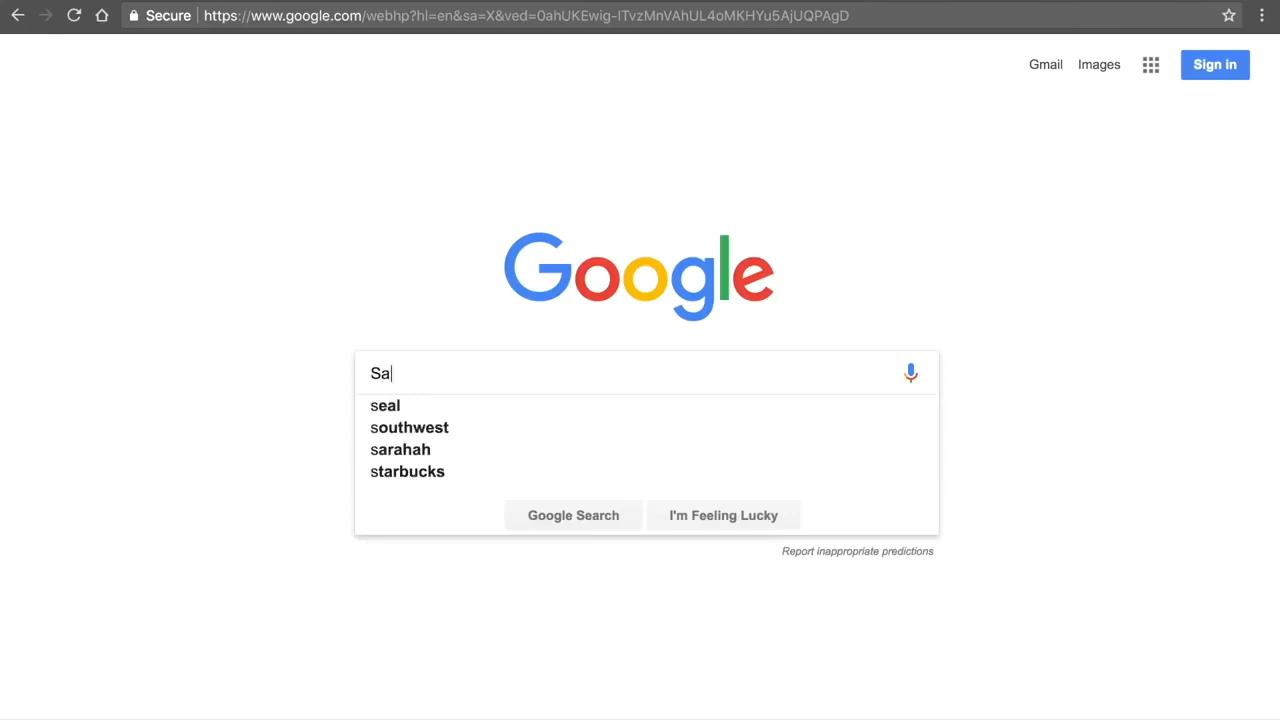 Secure https://www.google.com/webhp?hl=en&sa=X&ved=0ahUKEwig-ITvzMnVAhUL4oMKHYu5AjUQPAgD
Gmail Images Sign in
Google
Sa
seal
southwest
sarahah
starbucks
Google Search I'm Feeling Lucky
Report inappropriate predictions